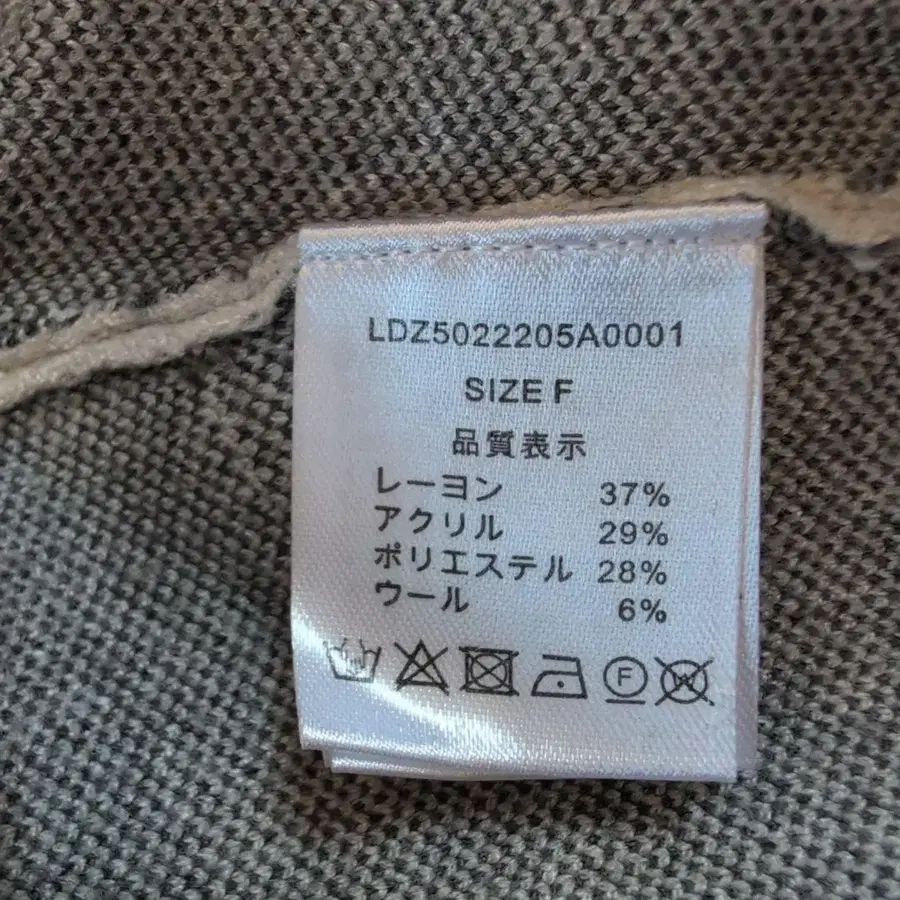 LDZ5022205A0001
SIZE F
品質表示
レーヨン 37%
アクリル 29%
ポリエステル 28%
ウール 6%
F W